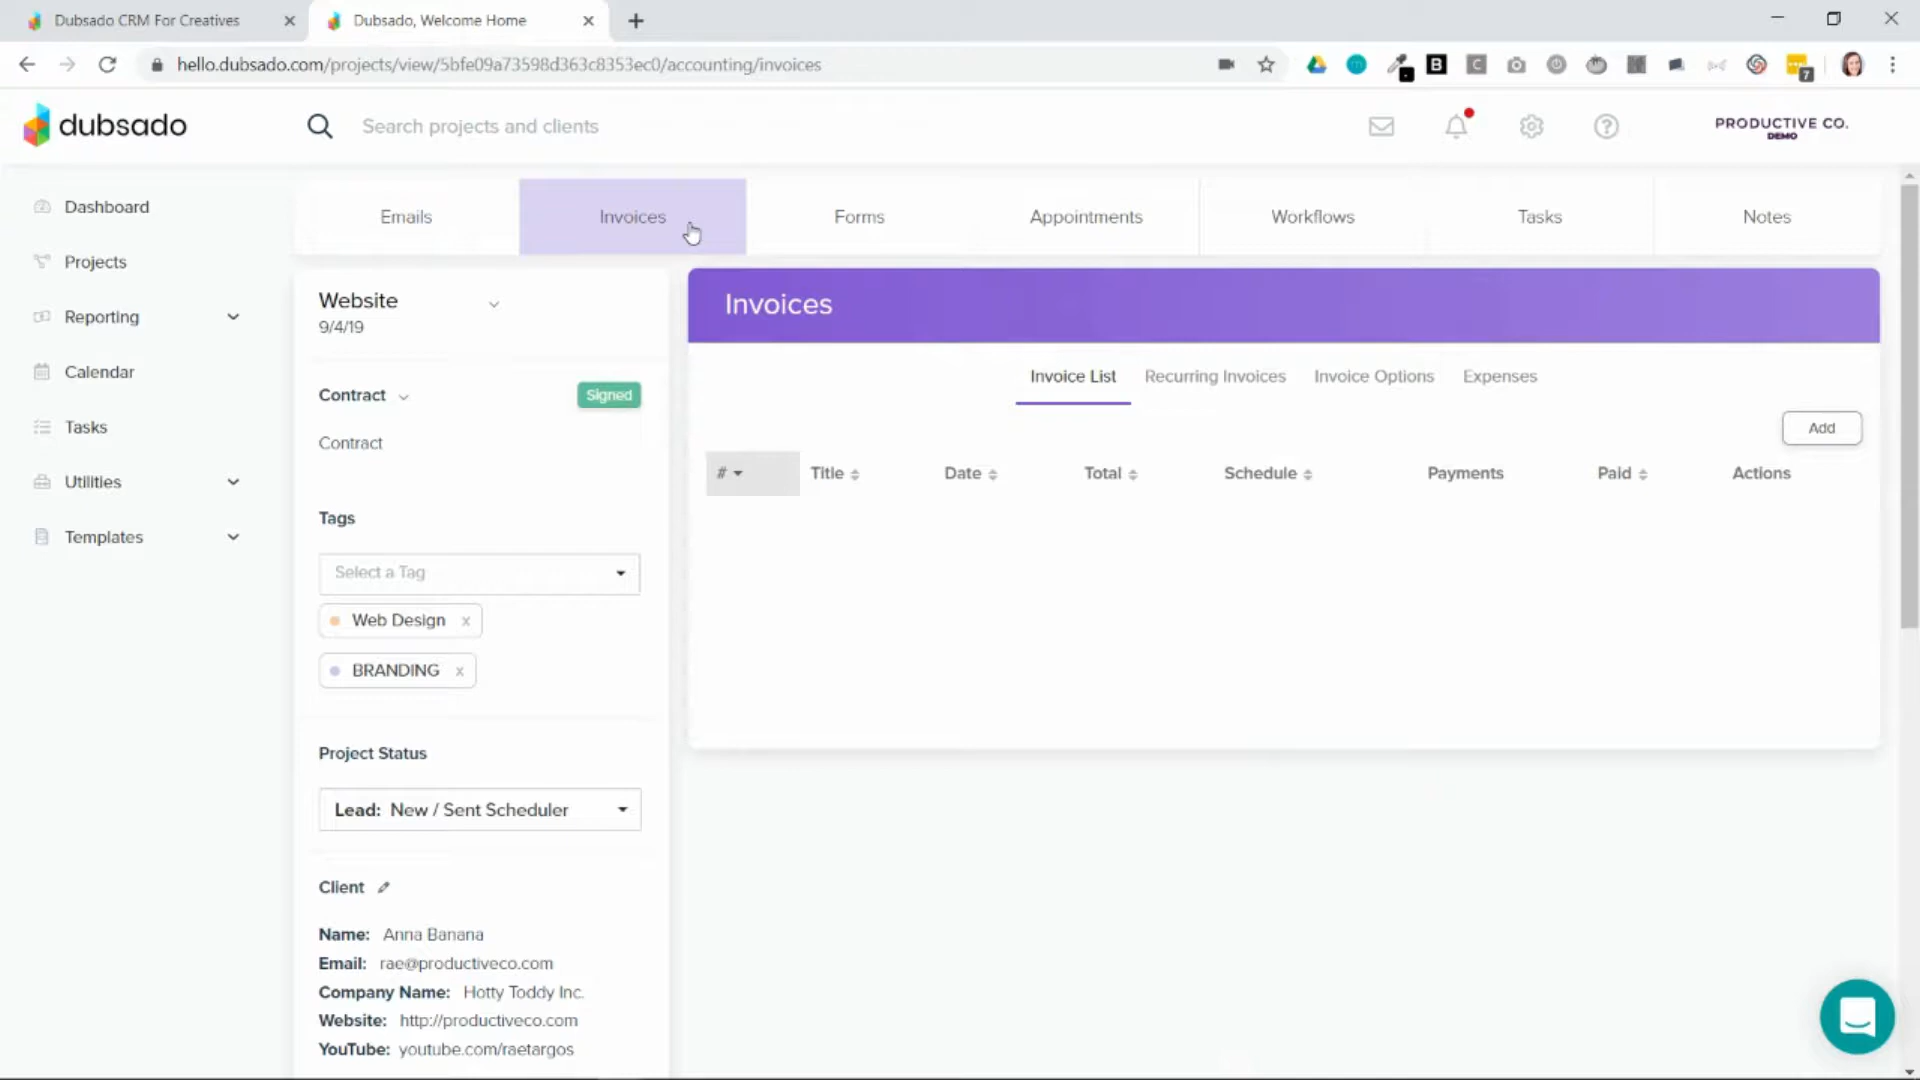 Dubsado CRM For Creatives
Dubsado, Welcome Home
hello.dubsado.com/projects/view/5bfe09a73598d363c8353ec0/accounting/invoices
B
C
7
dubsado
Search projects and clients
PRODUCTIVE CO.
DEMO
Dashboard
Projects
Reporting
Calendar
Tasks
Utilities
Templates
Emails
Invoices
Forms
Appointments
Workflows
Tasks
Notes
Website
9/4/19
Contract
Signed
Contract
Tags
Select a Tag
Web Design x
BRANDING x
Project Status
Lead: New / Sent Scheduler
Client
Name: Anna Banana
Email: rae@productiveco.com
Company Name: Hotty Toddy Inc.
Website: http://productiveco.com
YouTube: youtube.com/raetargos
Invoices
Invoice List
Recurring Invoices
Invoice Options
Expenses
Add
# Title Date Total Schedule Payments Paid Actions